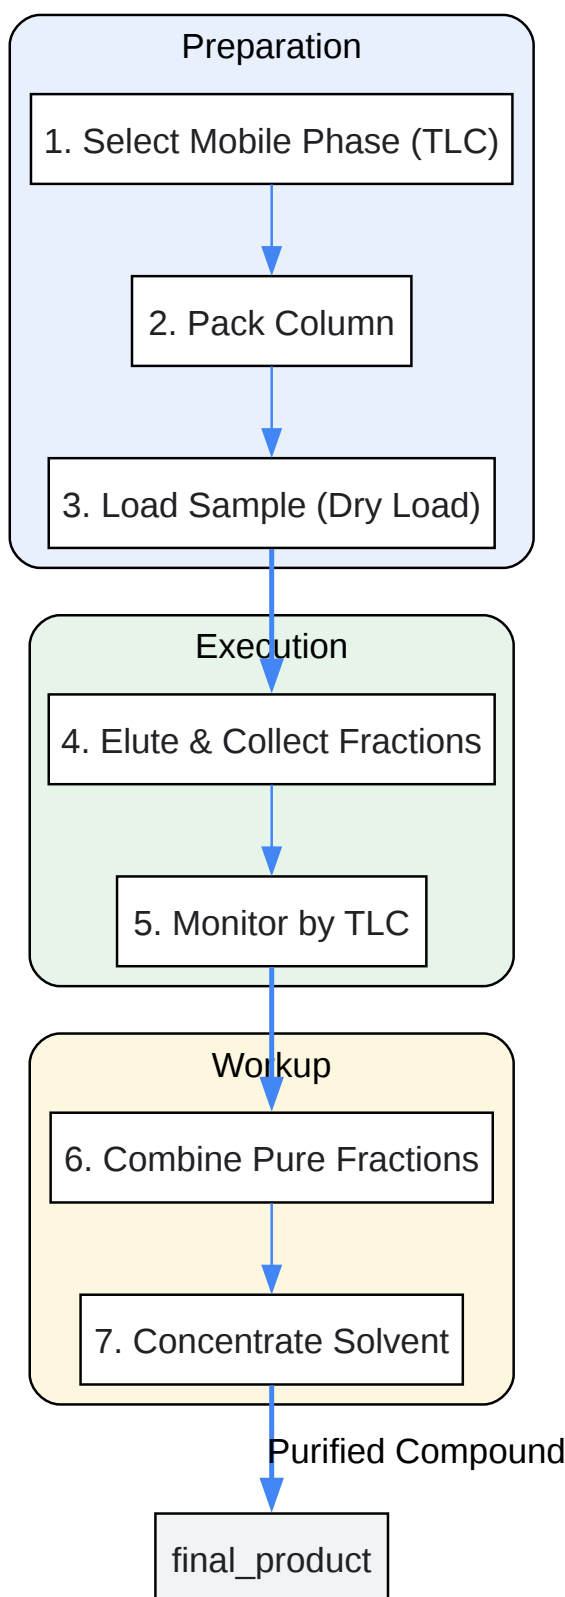 Preparation
1. Select Mobile Phase (TLC)
2. Pack Column
3. Load Sample (Dry Load)
Execution
4. Elute & Collect Fractions
5. Monitor by TLC
Workup
6. Combine Pure Fractions
7. Concentrate Solvent
Purified Compound
final_product